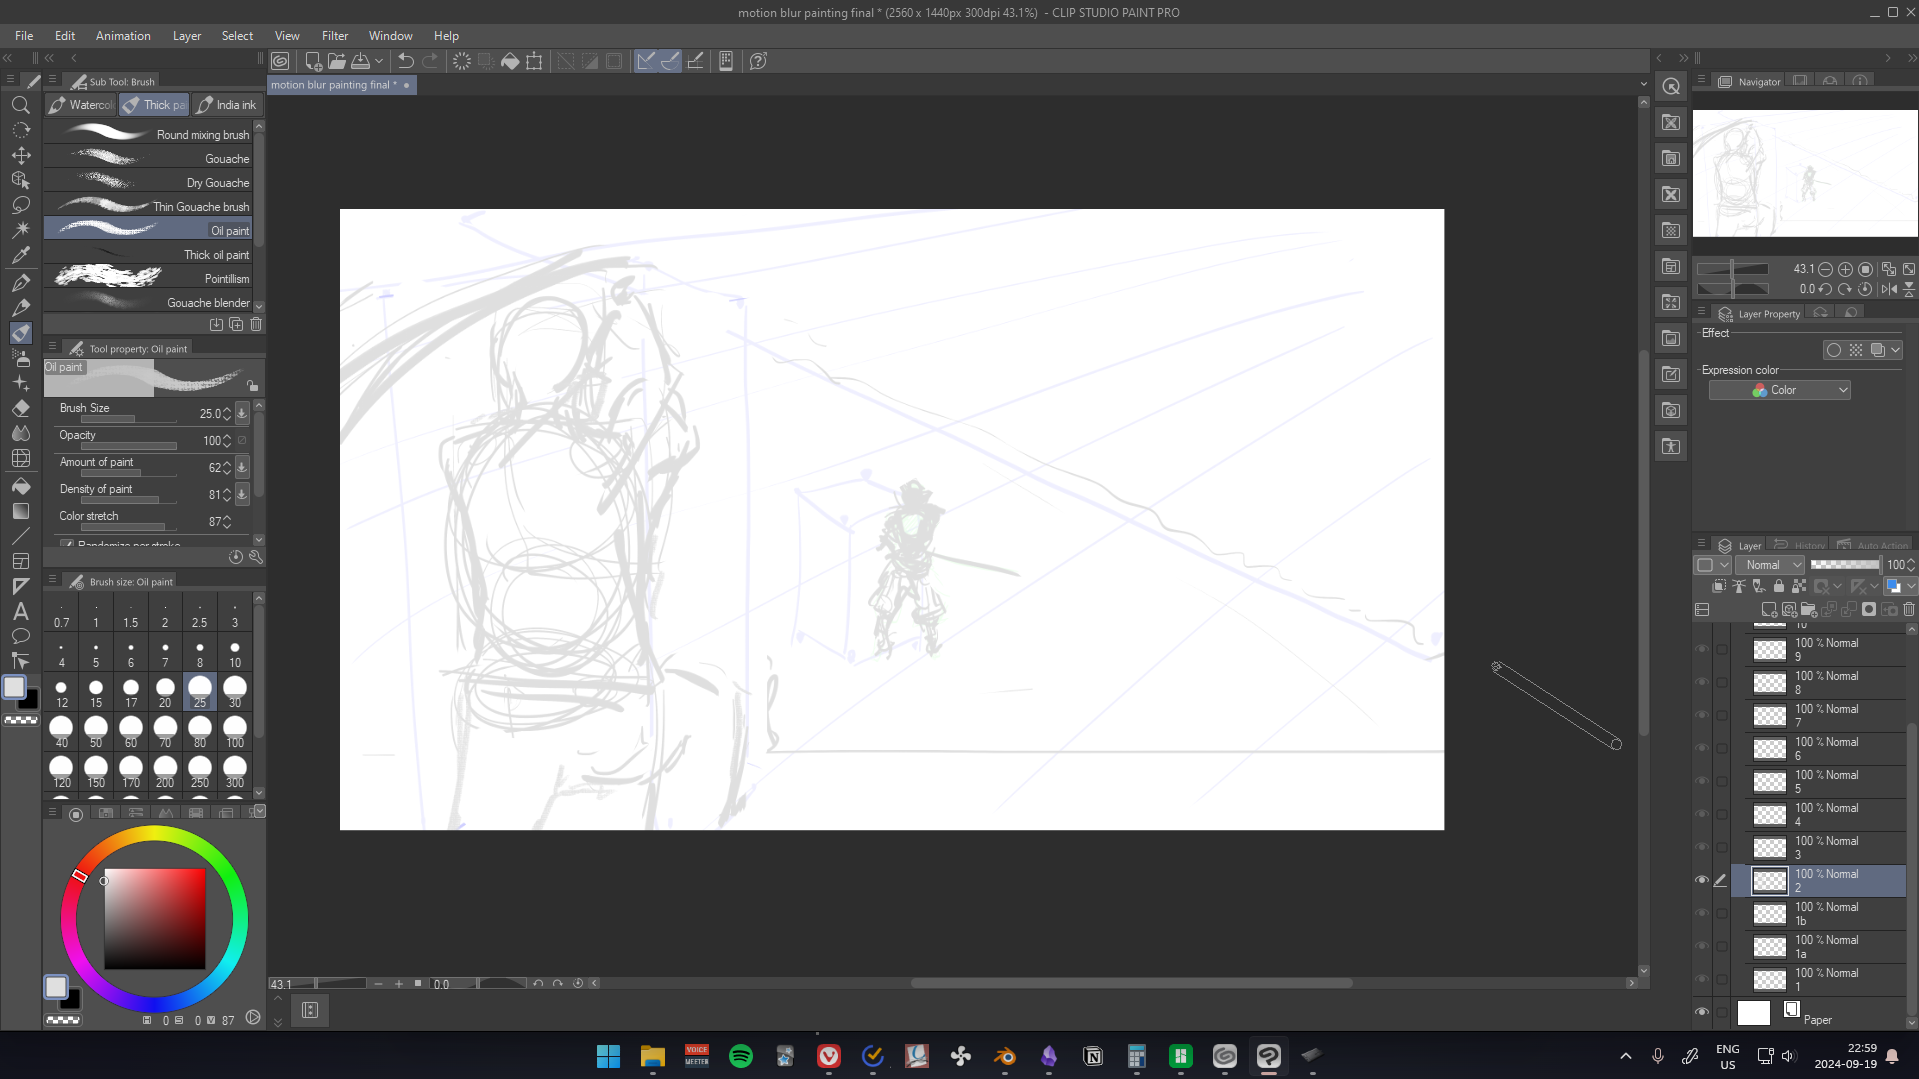 motion blur painting final * (2560 x 1440px 300dpi 43.1%) - CLIP STUDIO PAINT PRO
File Edit Animation Layer Select View Filter Window Help
Sub Tool: Brush
motion blur painting final *
Navigator
Watercol Thick pa India ink
Round mixing brush
Gouache
Dry Gouache
Thin Gouache brush
Oil paint
Thick oil paint
Pointillism
Gouache blender
Tool property: Oil paint
Oil paint
Brush Size 25.0
Opacity 100
Amount of paint 62
Density of paint 81
Color stretch 87
Randomize per stroke
Brush size: Oil paint
0.7 1 1.5 2 2.5 3
4 5 6 7 8 10
12 15 17 20 25 30
40 50 60 70 80 100
120 150 170 200 250 300
0 0 87
43.1 0.0
43.1
0.0
Layer Property
Effect
Expression color
Color
Layer History Auto Action
Normal 100
10
100 % Normal
9
100 % Normal
8
100 % Normal
7
100 % Normal
6
100 % Normal
5
100 % Normal
4
100 % Normal
3
100 % Normal
2
100 % Normal
1b
100 % Normal
1a
100 % Normal
1
Paper
VOICE
MEETER
ENG
US
22:59
2024-09-19